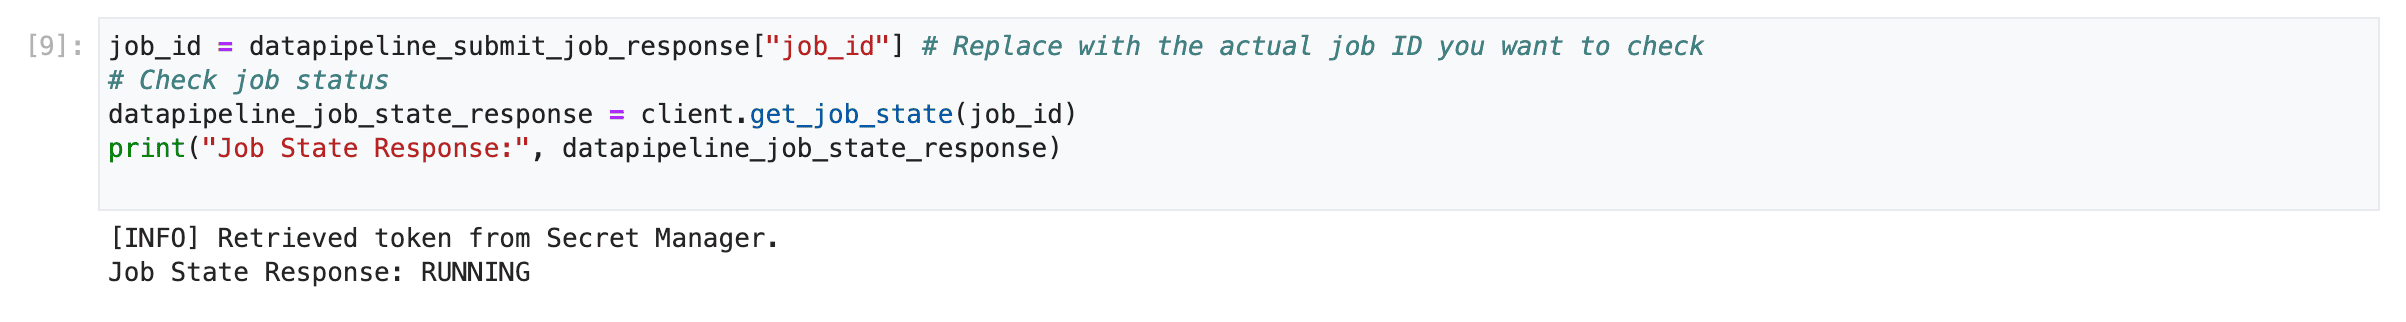 [9]: job_id = datapipeline_submit_job_response["job_id"] # Replace with the actual job ID you want to check
# Check job status
datapipeline_job_state_response = client.get_job_state(job_id)
print("Job State Response:", datapipeline_job_state_response)
[INFO] Retrieved token from Secret Manager.
Job State Response: RUNNING